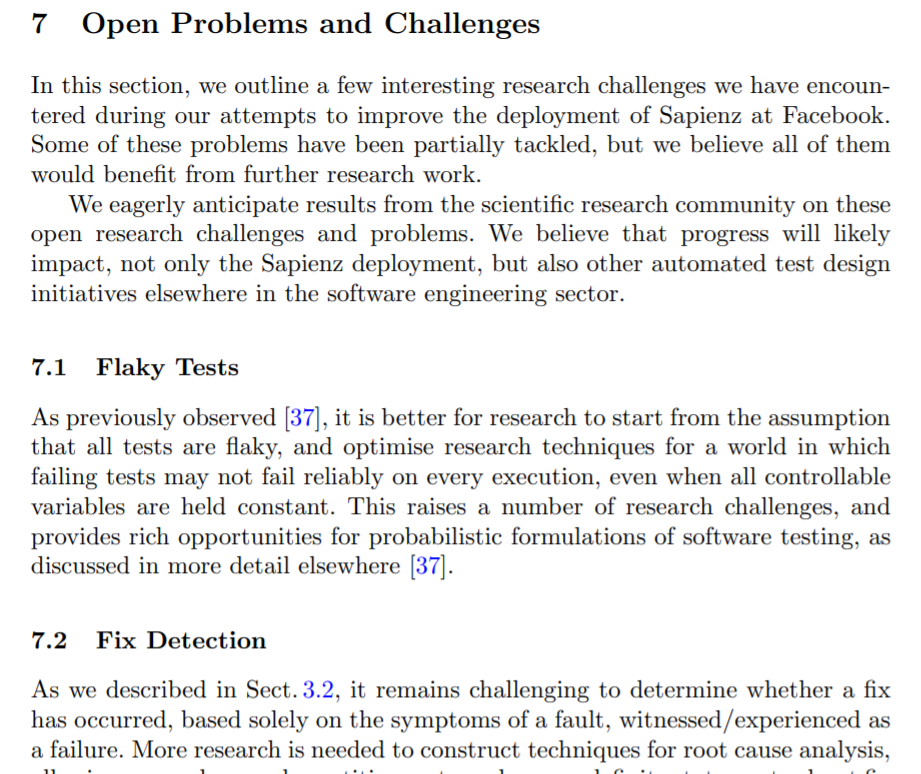 7 Open Problems and Challenges
In this section, we outline a few interesting research challenges we have encoun-
tered during our attempts to improve the deployment of Sapienz at Facebook.
Some of these problems have been partially tackled, but we believe all of them
would benefit from further research work.
We eagerly anticipate results from the scientific research community on these
open research challenges and problems. We believe that progress will likely
impact, not only the Sapienz deployment, but also other automated test design
initiatives elsewhere in the software engineering sector.
7.1 Flaky Tests
As previously observed [37], it is better for research to start from the assumption
that all tests are flaky, and optimise research techniques for a world in which
failing tests may not fail reliably on every execution, even when all controllable
variables are held constant. This raises a number of research challenges, and
provides rich opportunities for probabilistic formulations of software testing, as
discussed in more detail elsewhere [37].
7.2 Fix Detection
As we described in Sect. 3.2, it remains challenging to determine whether a fix
has occurred, based solely on the symptoms of a fault, witnessed/experienced as
a failure. More research is needed to construct techniques for root cause analysis,